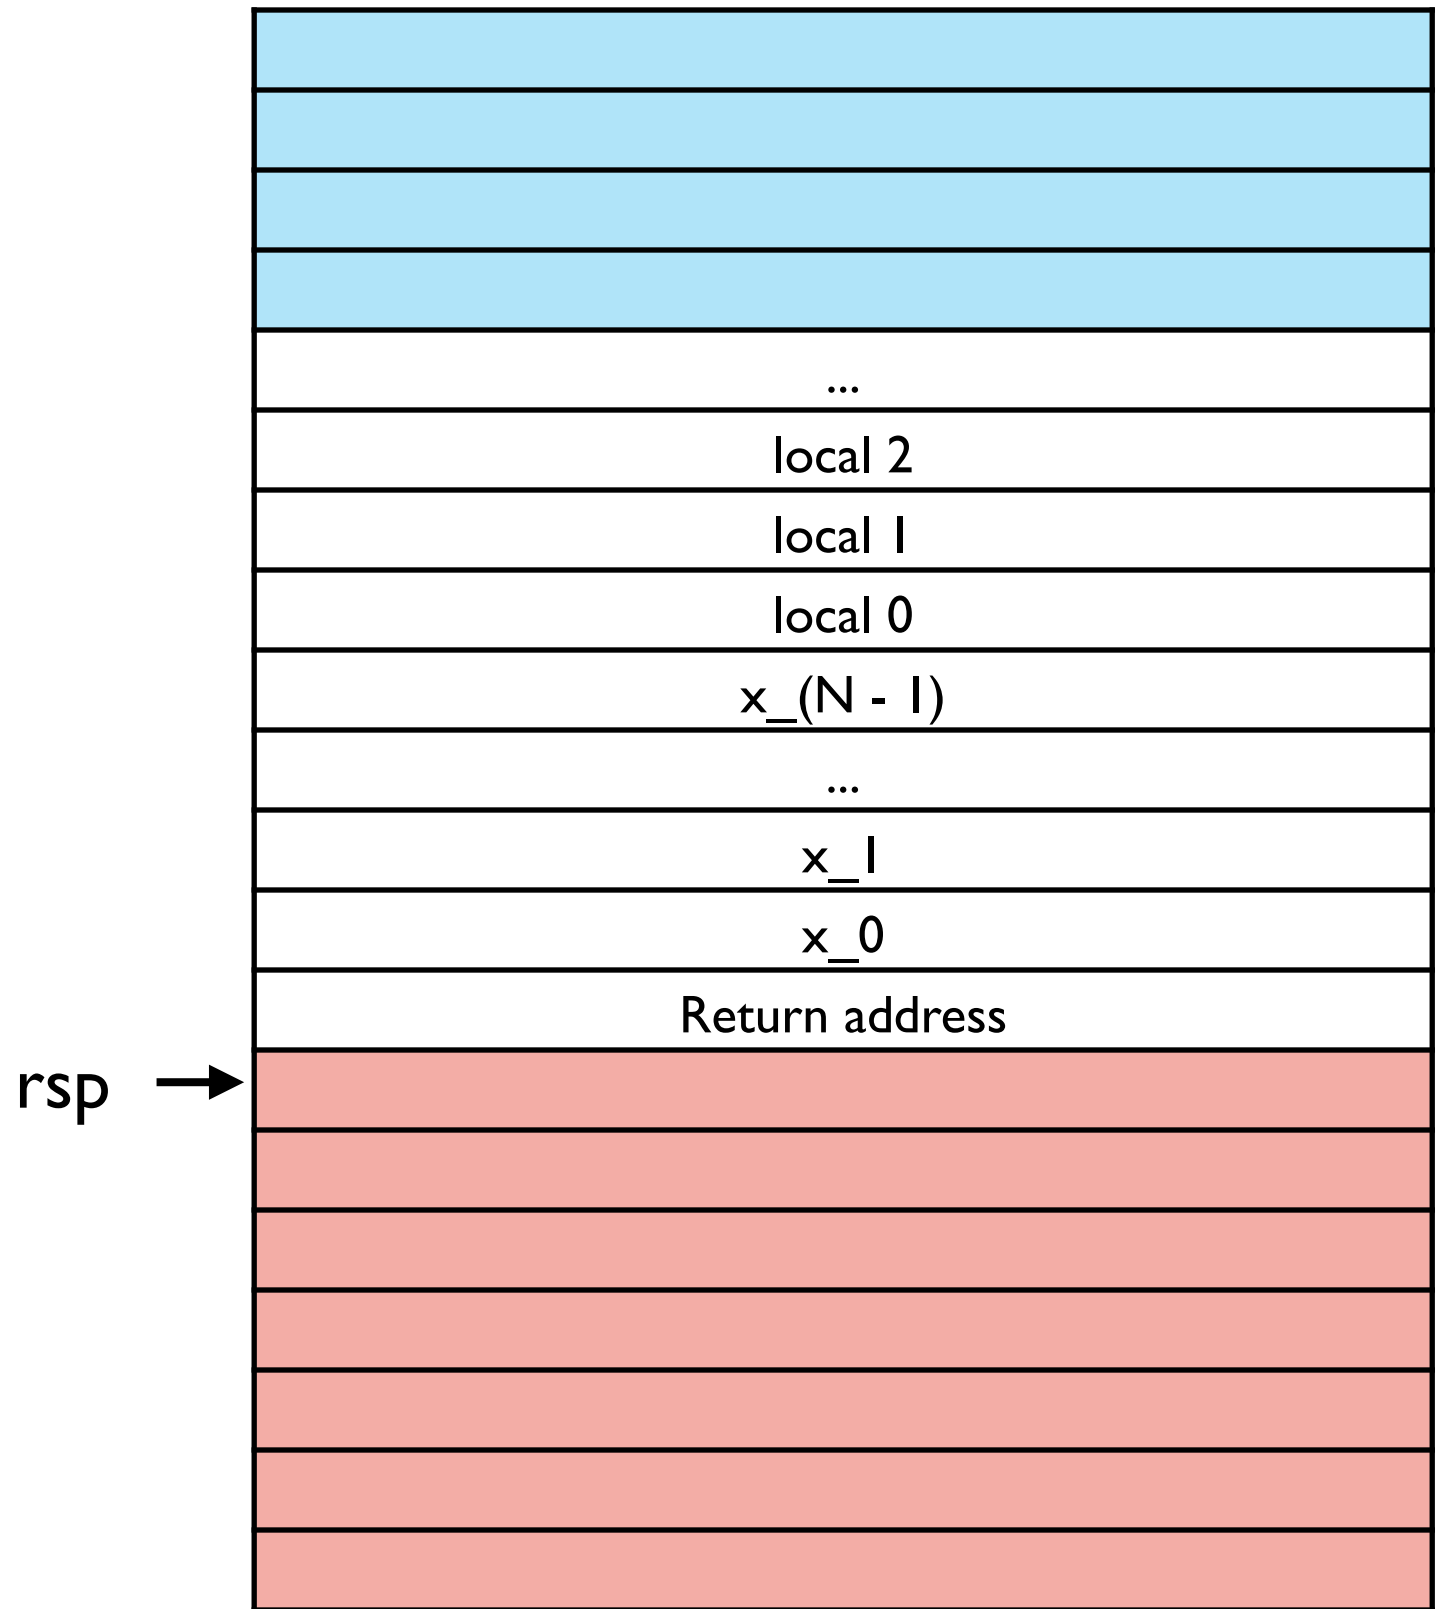 ...
local 2
local 1
local 0
x_(N - 1)
...
x_1
x_0
Return address
rsp